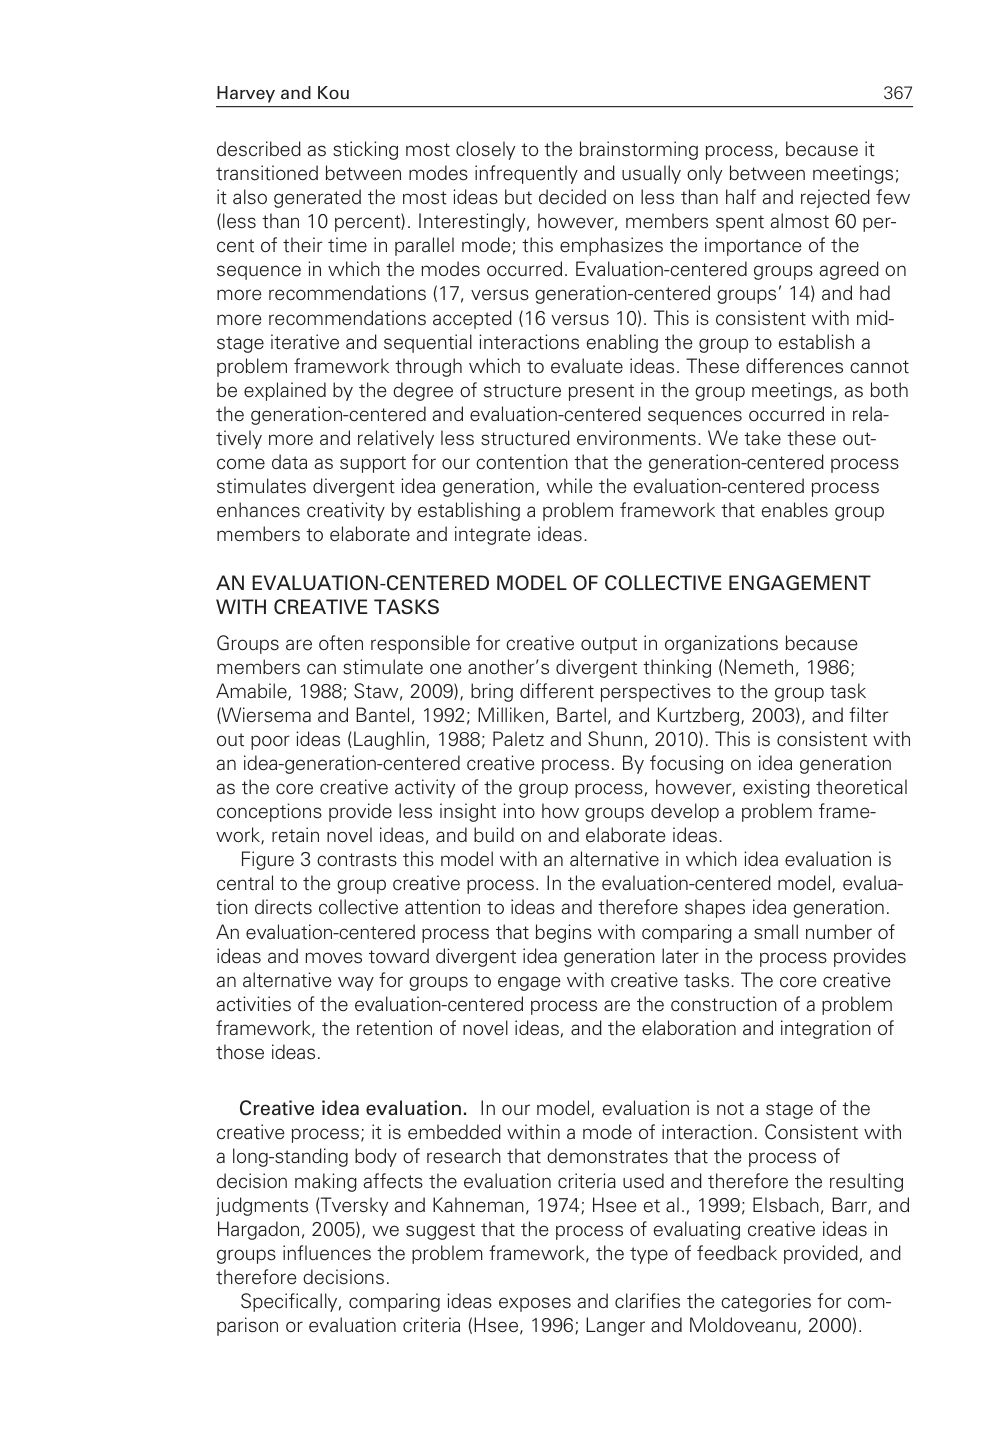 Harvey and Kou 367
described as sticking most closely to the brainstorming process, because it
transitioned between modes infrequently and usually only between meetings;
it also generated the most ideas but decided on less than half and rejected few
(less than 10 percent). Interestingly, however, members spent almost 60 per-
cent of their time in parallel mode; this emphasizes the importance of the
sequence in which the modes occurred. Evaluation-centered groups agreed on
more recommendations (17, versus generation-centered groups’ 14) and had
more recommendations accepted (16 versus 10). This is consistent with mid-
stage iterative and sequential interactions enabling the group to establish a
problem framework through which to evaluate ideas. These differences cannot
be explained by the degree of structure present in the group meetings, as both
the generation-centered and evaluation-centered sequences occurred in rela-
tively more and relatively less structured environments. We take these out-
come data as support for our contention that the generation-centered process
stimulates divergent idea generation, while the evaluation-centered process
enhances creativity by establishing a problem framework that enables group
members to elaborate and integrate ideas.
AN EVALUATION-CENTERED MODEL OF COLLECTIVE ENGAGEMENT
WITH CREATIVE TASKS
Groups are often responsible for creative output in organizations because
members can stimulate one another’s divergent thinking (Nemeth, 1986;
Amabile, 1988; Staw, 2009), bring different perspectives to the group task
(Wiersema and Bantel, 1992; Milliken, Bartel, and Kurtzberg, 2003), and filter
out poor ideas (Laughlin, 1988; Paletz and Shunn, 2010). This is consistent with
an idea-generation-centered creative process. By focusing on idea generation
as the core creative activity of the group process, however, existing theoretical
conceptions provide less insight into how groups develop a problem frame-
work, retain novel ideas, and build on and elaborate ideas.
Figure 3 contrasts this model with an alternative in which idea evaluation is
central to the group creative process. In the evaluation-centered model, evalua-
tion directs collective attention to ideas and therefore shapes idea generation.
An evaluation-centered process that begins with comparing a small number of
ideas and moves toward divergent idea generation later in the process provides
an alternative way for groups to engage with creative tasks. The core creative
activities of the evaluation-centered process are the construction of a problem
framework, the retention of novel ideas, and the elaboration and integration of
those ideas.
Creative idea evaluation. In our model, evaluation is not a stage of the
creative process; it is embedded within a mode of interaction. Consistent with
a long-standing body of research that demonstrates that the process of
decision making affects the evaluation criteria used and therefore the resulting
judgments (Tversky and Kahneman, 1974; Hsee et al., 1999; Elsbach, Barr, and
Hargadon, 2005), we suggest that the process of evaluating creative ideas in
groups influences the problem framework, the type of feedback provided, and
therefore decisions.
Specifically, comparing ideas exposes and clarifies the categories for com-
parison or evaluation criteria (Hsee, 1996; Langer and Moldoveanu, 2000).